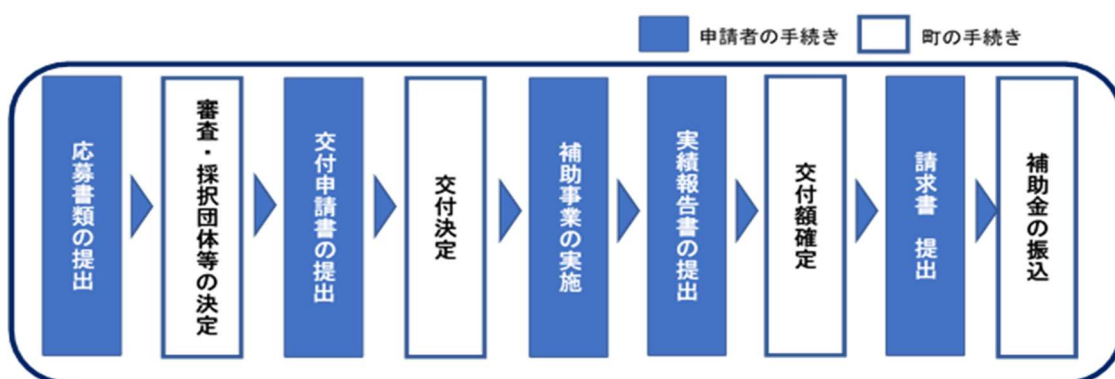 申請者の手続き
町の手続き
応募書類の提出
審査・採択団体等の決定
交付申請書の提出
交付決定
補助事業の実施
実績報告書の提出
交付額確定
請求書　提出
補助金の振込